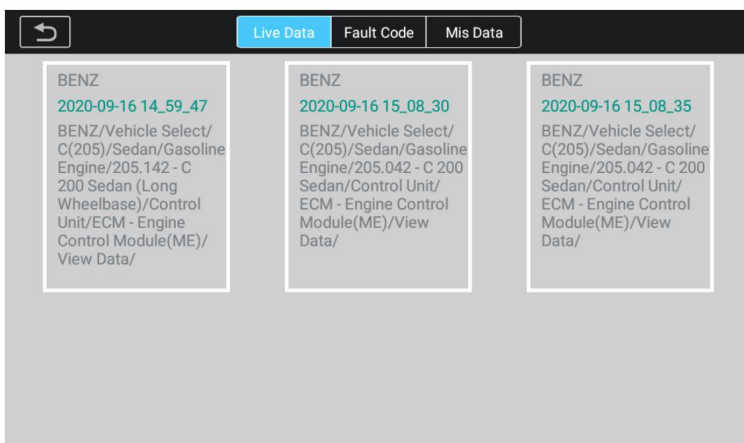 Live Data
Fault Code
Mis Data
BENZ
2020-09-16 14_59_47
BENZ/Vehicle Select/
C(205)/Sedan/Gasoline
Engine/205.142 - C
200 Sedan (Long
Wheelbase)/Control
Unit/ECM - Engine
Control Module(ME)/
View Data/
BENZ
2020-09-16 15_08_30
BENZ/Vehicle Select/
C(205)/Sedan/Gasoline
Engine/205.042 - C 200
Sedan/Control Unit/
ECM - Engine Control
Module(ME)/View
Data/
BENZ
2020-09-16 15_08_35
BENZ/Vehicle Select/
C(205)/Sedan/Gasoline
Engine/205.042 - C 200
Sedan/Control Unit/
ECM - Engine Control
Module(ME)/View
Data/